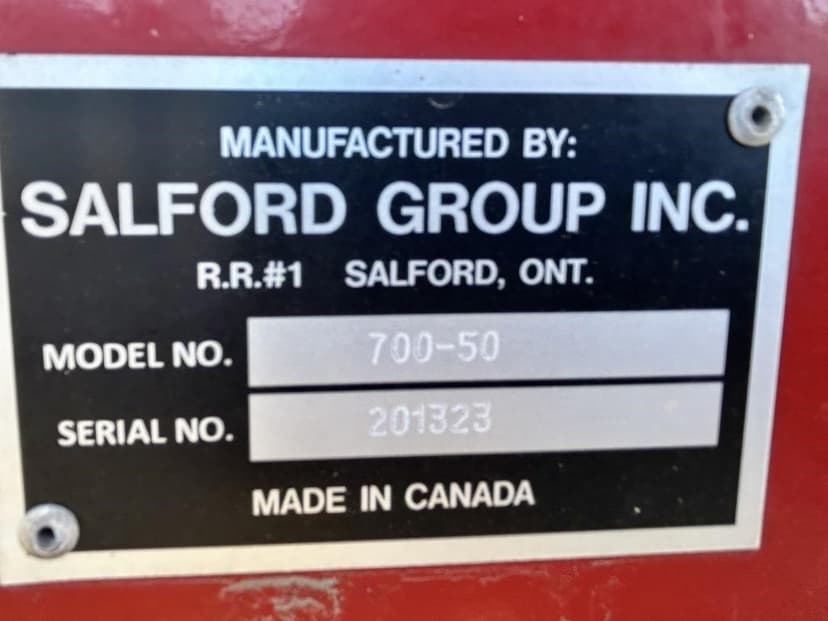 MANUFACTURED BY:
SALFORD GROUP INC.
R.R.#1 SALFORD, ONT.
MODEL NO. 700-50
SERIAL NO. 201323
MADE IN CANADA